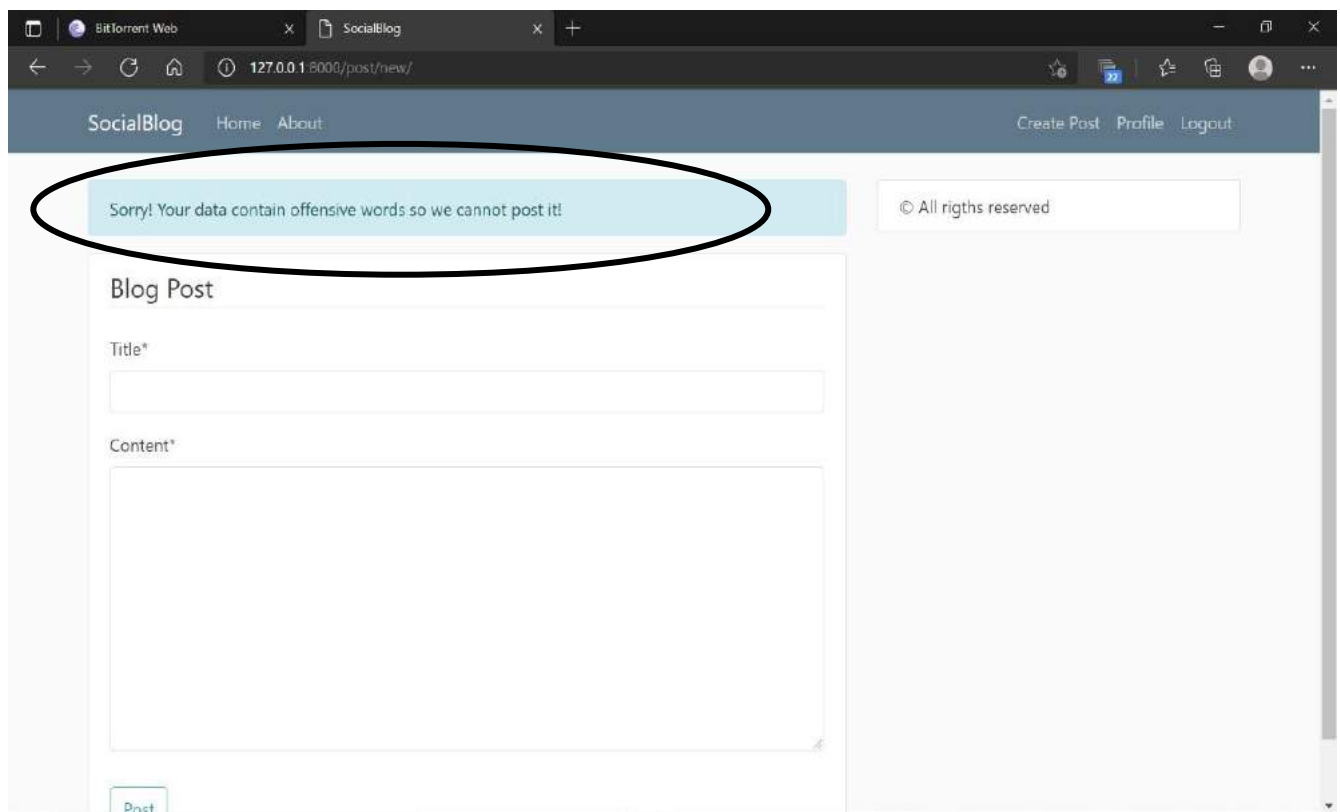 BitTorrent Web
SocialBlog
127.0.0.1:8000/post/new/
22
SocialBlog Home About Create Post Profile Logout
Sorry! Your data contain offensive words so we cannot post it!
© All rigths reserved
Blog Post
Title*
Content*
Post